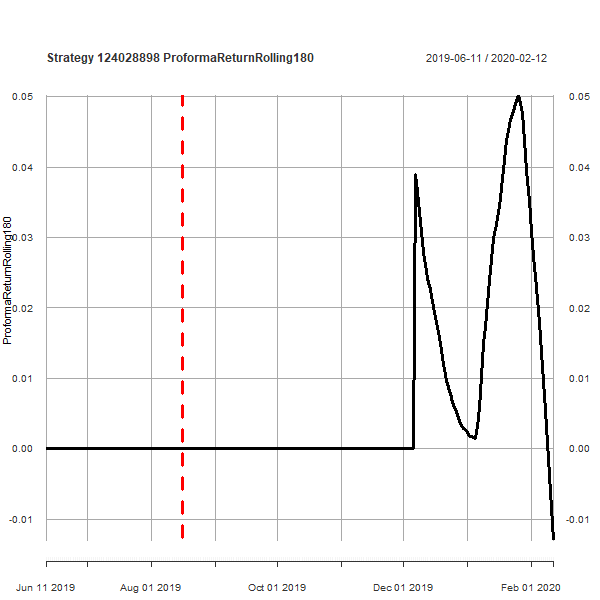 Strategy 124028898 ProformaReturnRolling180
2019-06-11 / 2020-02-12
ProformaReturnRolling180
0.05
0.04
0.03
0.02
0.01
0.00
-0.01
0.05
0.04
0.03
0.02
0.01
0.00
-0.01
Jun 11 2019
Aug 01 2019
Oct 01 2019
Dec 01 2019
Feb 01 2020